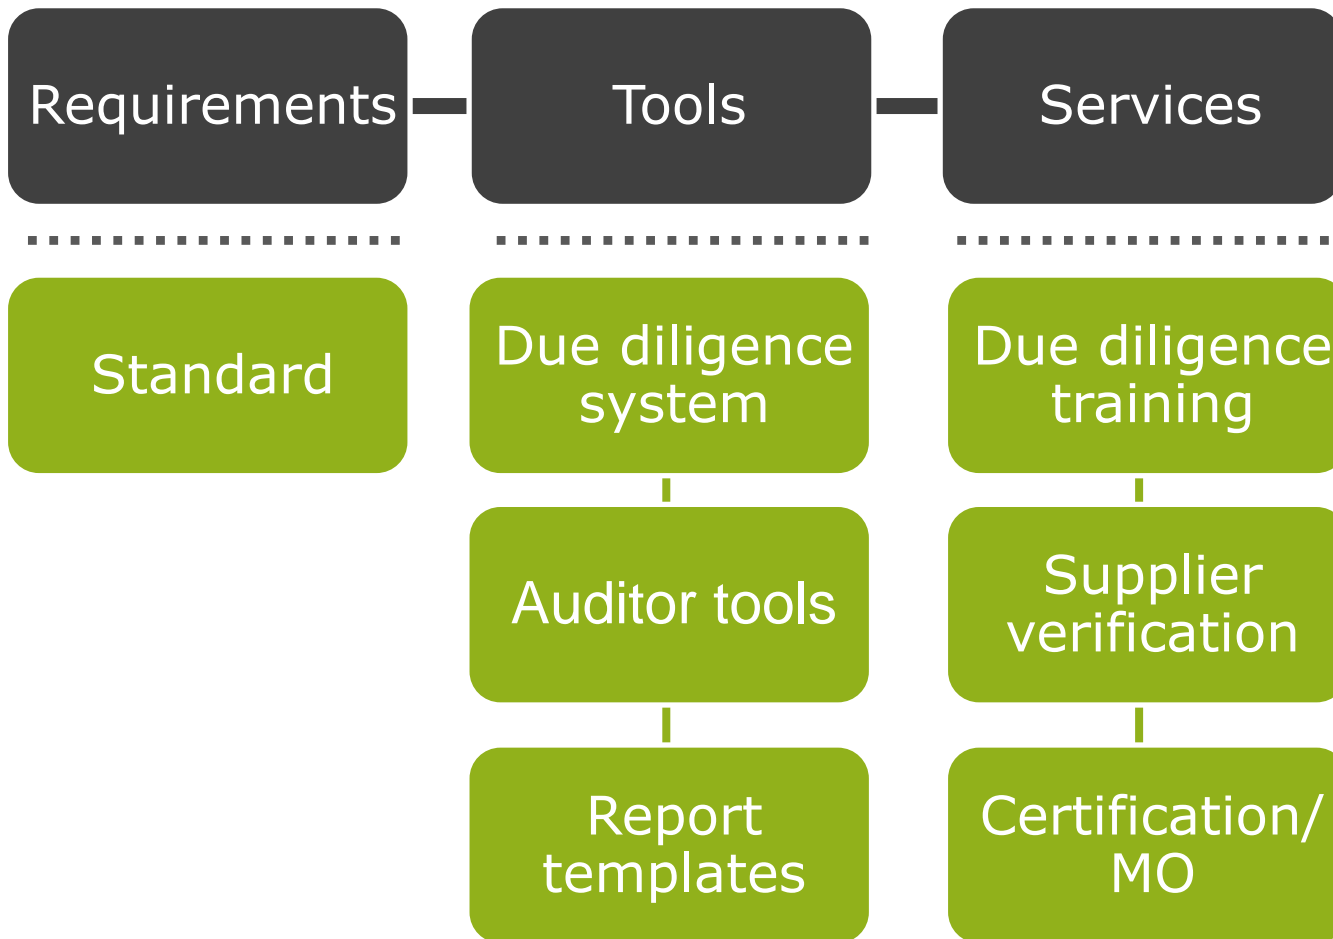 Requirements
Tools
Services
Standard
Due diligence
system
Due diligence
training
Auditor tools
Supplier
verification
Report
templates
Certification/
MO